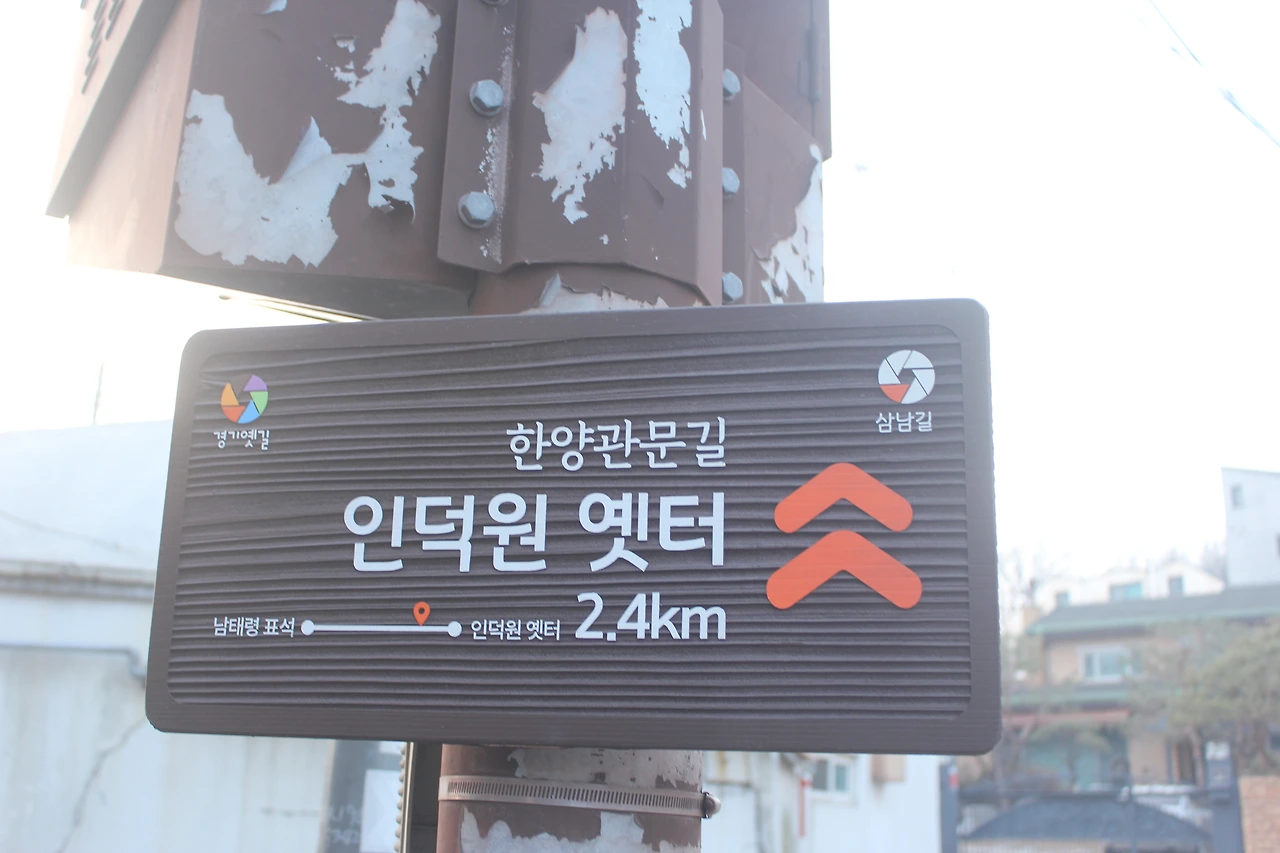 경기옛길
삼남길
한양관문길
인덕원 옛터
2.4km
남태령 표석
인덕원 옛터